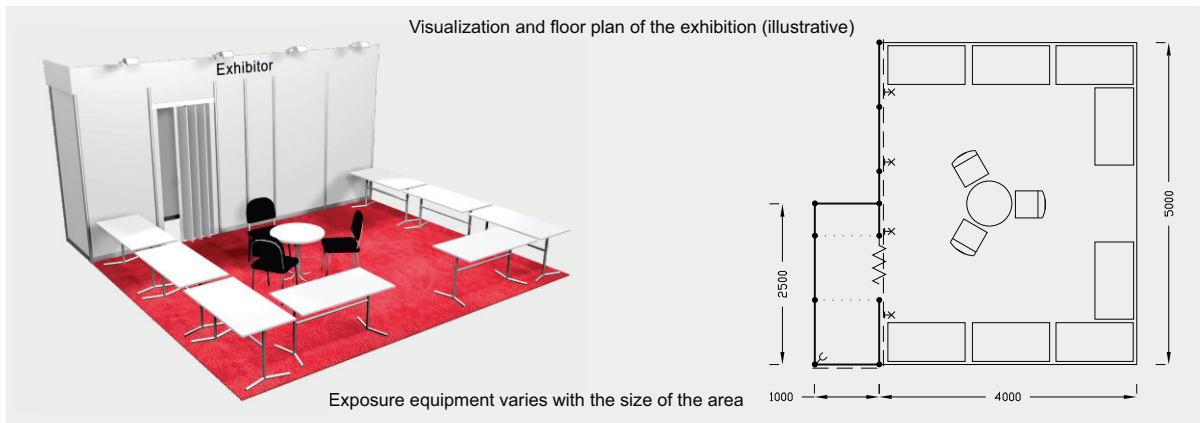 Visualization and floor plan of the exhibition (illustrative)
Exhibitor
5000
2500
1000
4000
Exposure equipment varies with the size of the area